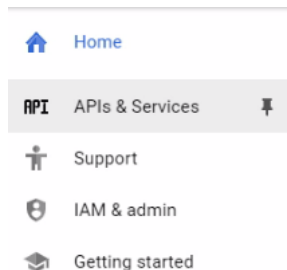 Home
API APIs & Services
Support
IAM & admin
Getting started